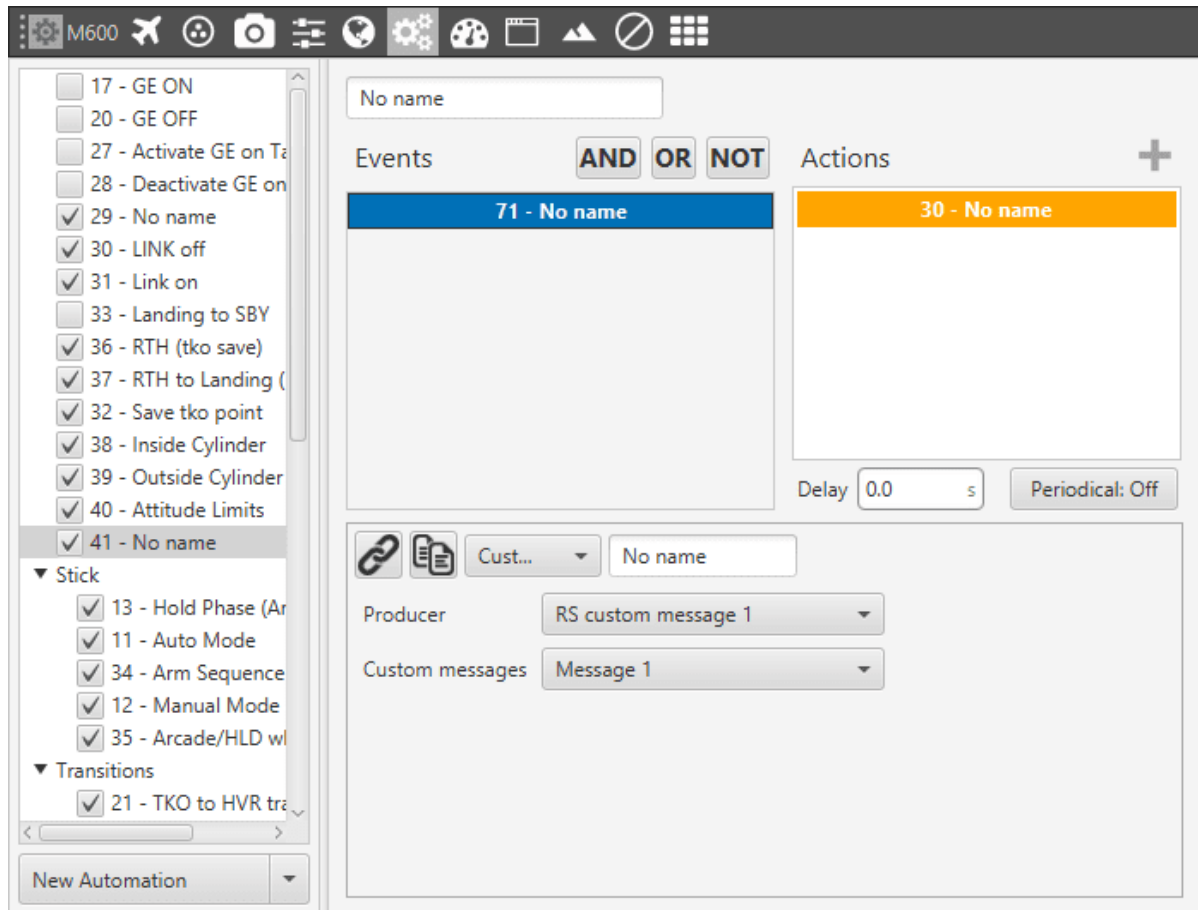 M600
17 - GE ON
20 - GE OFF
27 - Activate GE on Ta
28 - Deactivate GE on
29 - No name
30 - LINK off
31 - Link on
33 - Landing to SBY
36 - RTH (tko save)
37 - RTH to Landing (
32 - Save tko point
38 - Inside Cylinder
39 - Outside Cylinder
40 - Attitude Limits
41 - No name
Stick
13 - Hold Phase (Ar
11 - Auto Mode
34 - Arm Sequence
12 - Manual Mode
35 - Arcade/HLD wl
Transitions
21 - TKO to HVR tra
New Automation
No name
Events AND OR NOT
71 - No name
Actions
30 - No name
Delay 0.0 s Periodical: Off
Cust... No name
Producer RS custom message 1
Custom messages Message 1